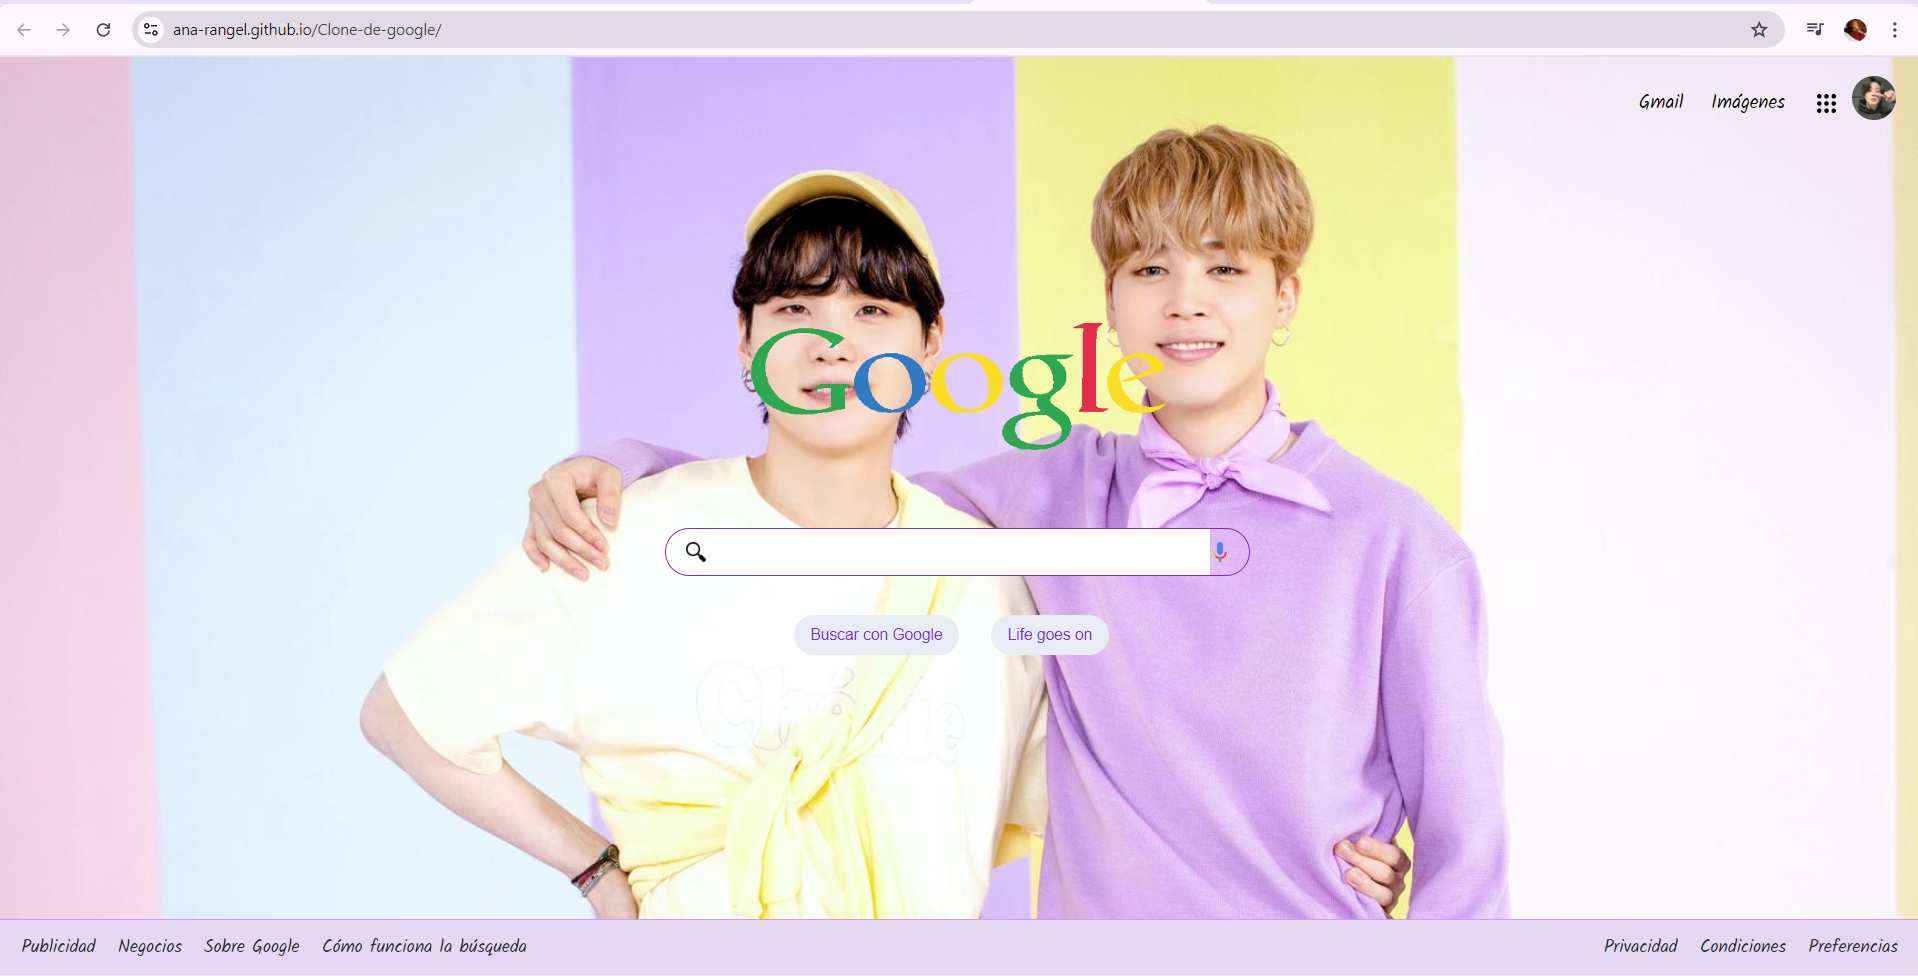 ana-rangel.github.io/Clone-de-google/
Gmail Imágenes
Google
Buscar con Google Life goes on
Publicidad Negocios Sobre Google Cómo funciona la búsqueda Privacidad Condiciones Preferencias